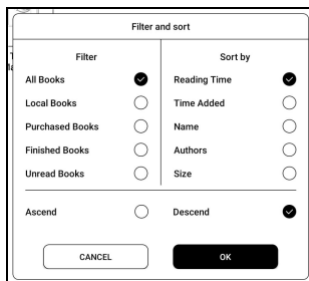 Filter and sort
Filter
Sort by
All Books
Reading Time
Local Books
Time Added
Purchased Books
Name
Finished Books
Authors
Unread Books
Size
Ascend
Descend
CANCEL
OK